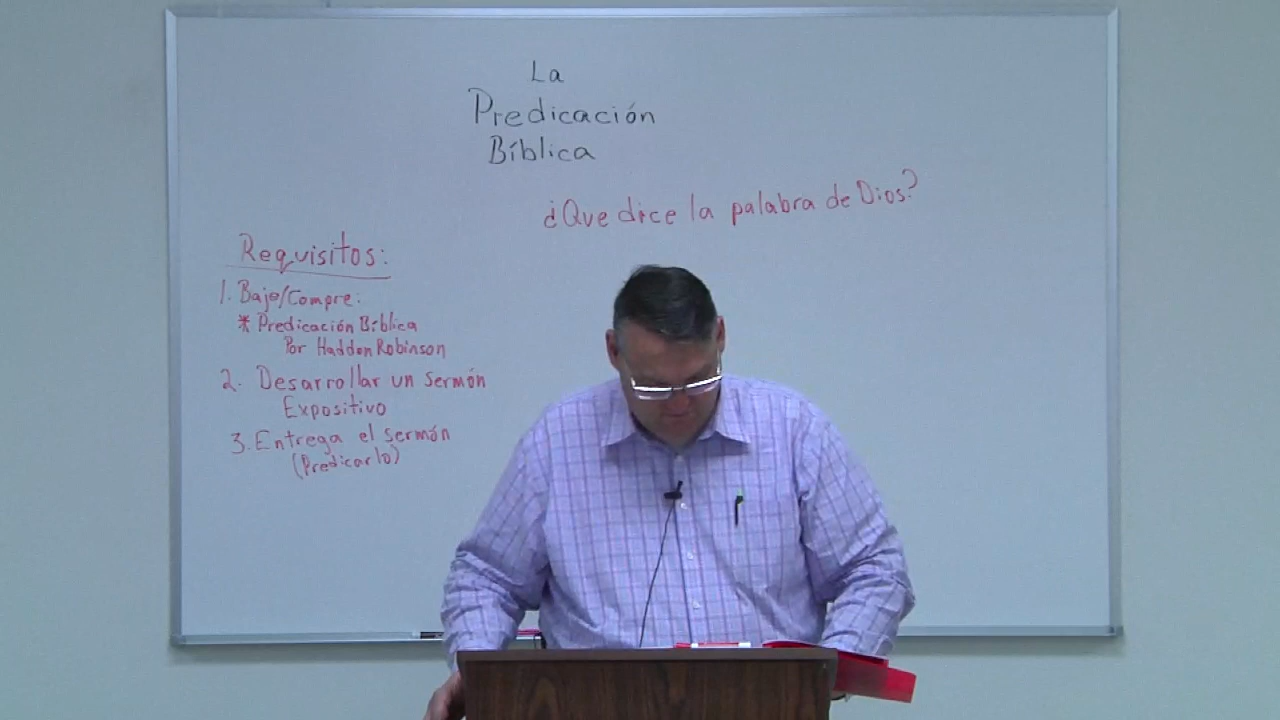 La
Predicación
Bíblica
¿Que dice la palabra de Dios?
Requisitos:
1. Baje/Compre:
* Predicación Bíblica
Por Haddon Robinson
2. Desarrollar un sermón
Expositivo
3. Entrega el sermón
(Predicarlo)